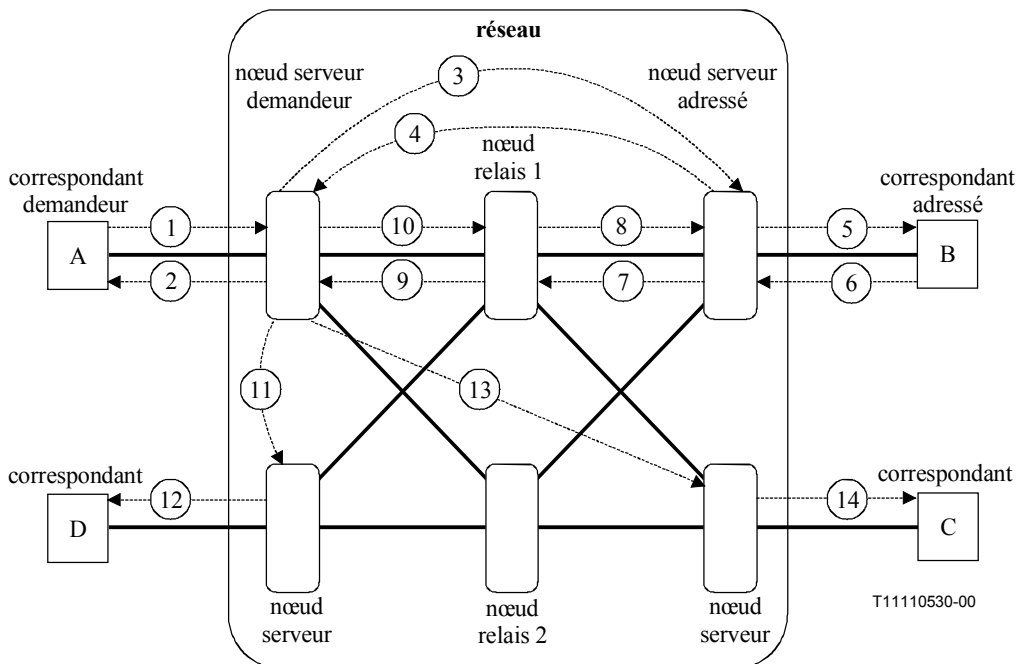 réseau
nœud serveur
demandeur
3
nœud serveur
adressé
4
nœud
relais 1
correspondant
demandeur
correspondant
adressé
1
10
8
5
A
B
2
9
7
6
11
13
correspondant
correspondant
12
14
D
C
nœud
serveur
nœud
relais 2
nœud
serveur
T11110530-00